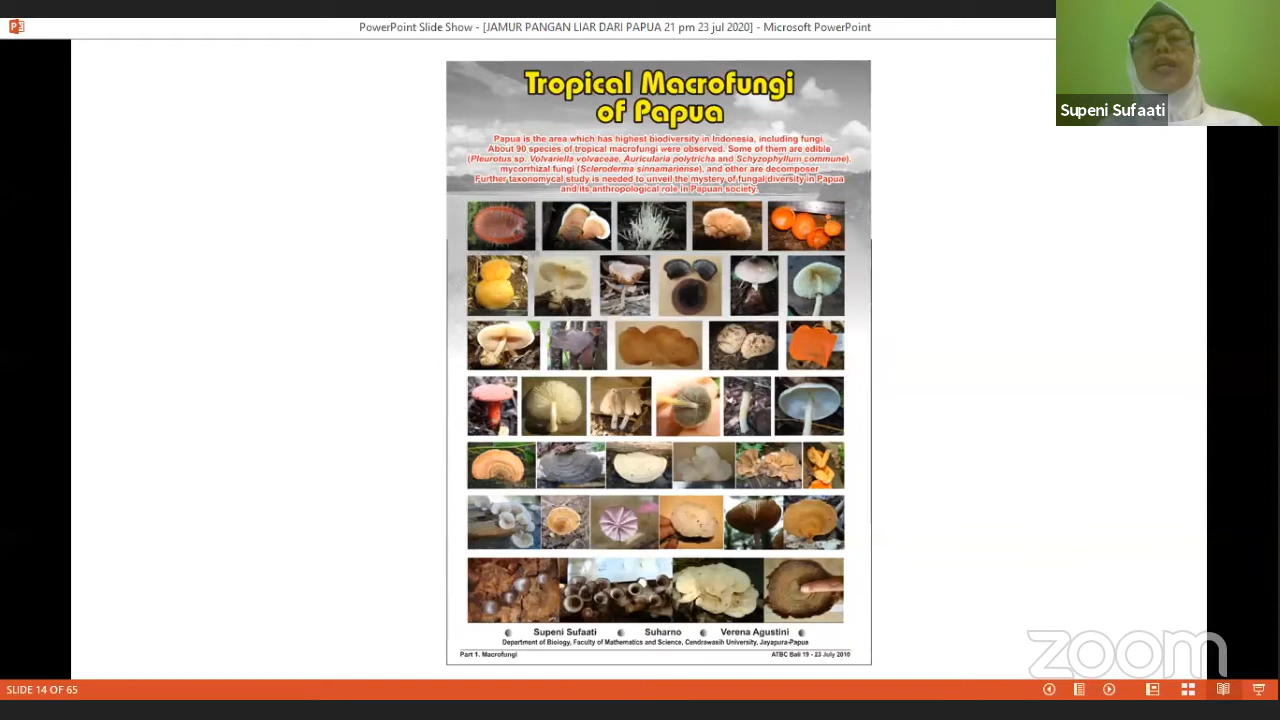 PowerPoint Slide Show - [JAMUR PANGAN LIAR DARI PAPUA 21 pm 23 jul 2020] - Microsoft PowerPoint
Supeni Sufaati
Tropical Macrofungi
of Papua
Papua is the area which has highest biodiversity in Indonesia, including fungi.
About 90 species of tropical macrofungi were observed. Some of them are edible
(Pleurotus sp. Volvariella volvaceae, Auricularia polytricha and Schyzophyllum commune),
mycorrhizal fungi (Scleroderma sinnamariense), and other are decomposer
Further taxonomycal study is needed to unveil the mystery of fungal diversity in Papua
and its anthropological role in Papuan society.
Supeni Sufaati Suharno Verena Agustini
Department of Biology, Faculty of Mathematics and Science, Cendrawasih University, Jayapura-Papua
Part 1. Macrofungi ATBC Bali 19 - 23 July 2010
zoom
SLIDE 14 OF 65